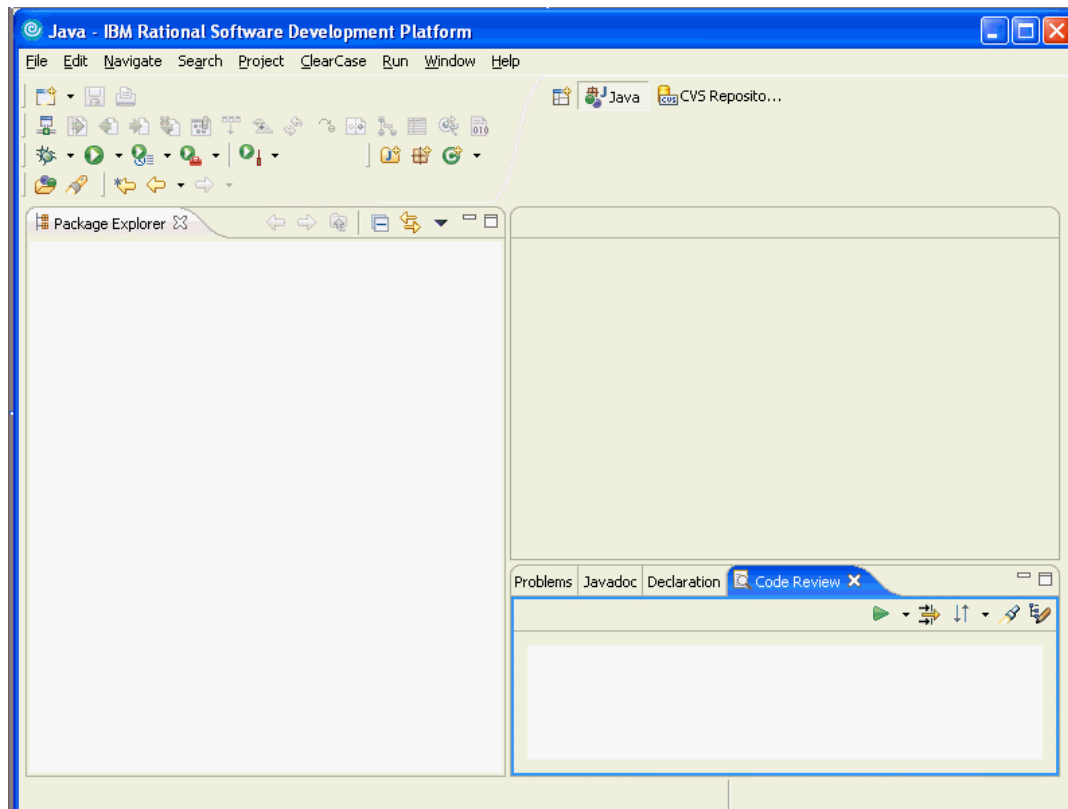 Java - IBM Rational Software Development Platform
File Edit Navigate Search Project ClearCase Run Window Help
Java CVS Reposito...
010
Package Explorer
Problems Javadoc Declaration Code Review